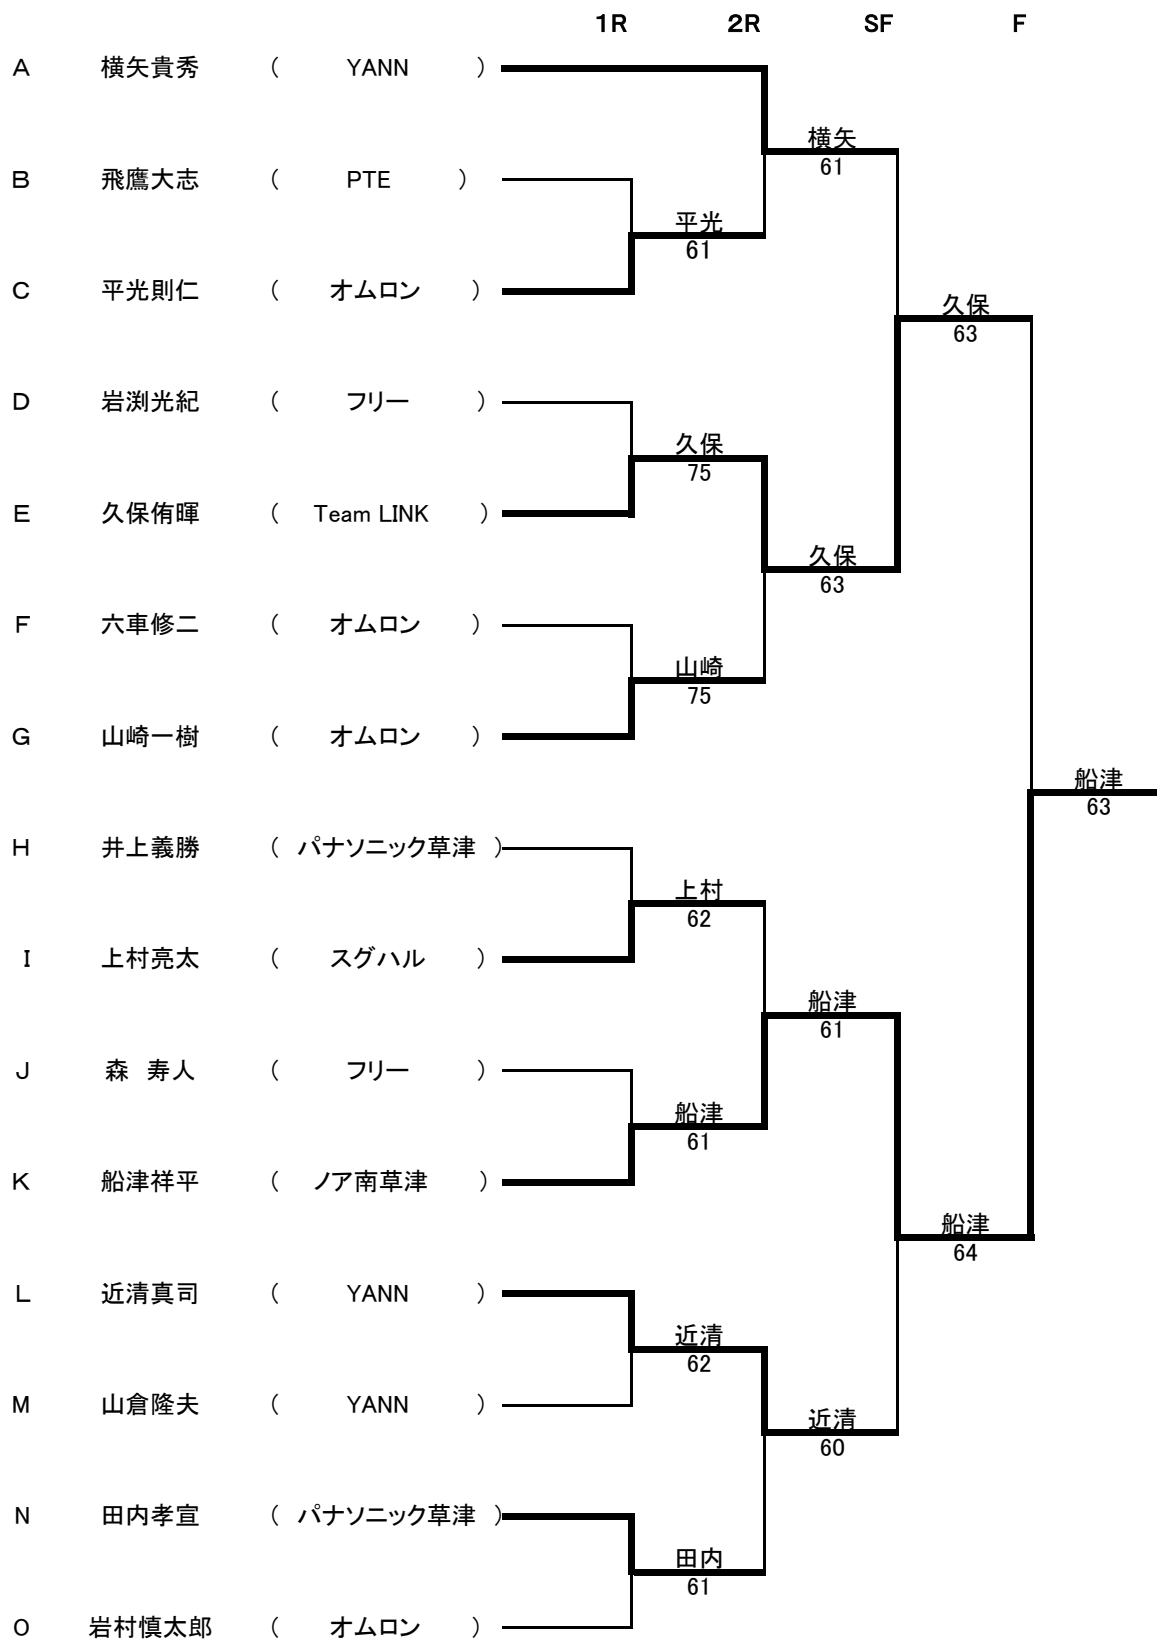 1R 2R SF F
A 横矢貴秀 ( YANN )
横矢
61
B 飛鷹大志 ( PTE )
平光
61
C 平光則仁 ( オムロン )
久保
63
D 岩渕光紀 ( フリー )
久保
75
E 久保侑暉 ( Team LINK )
久保
63
F 六車修二 ( オムロン )
山崎
75
G 山崎一樹 ( オムロン )
船津
63
H 井上義勝 ( パナソニック草津 )
上村
62
I 上村亮太 ( スグハル )
船津
61
J 森 寿人 ( フリー )
船津
61
K 船津祥平 ( ノア南草津 )
船津
64
L 近清真司 ( YANN )
近清
62
M 山倉隆夫 ( YANN )
近清
60
N 田内孝宣 ( パナソニック草津 )
田内
61
O 岩村慎太郎 ( オムロン )